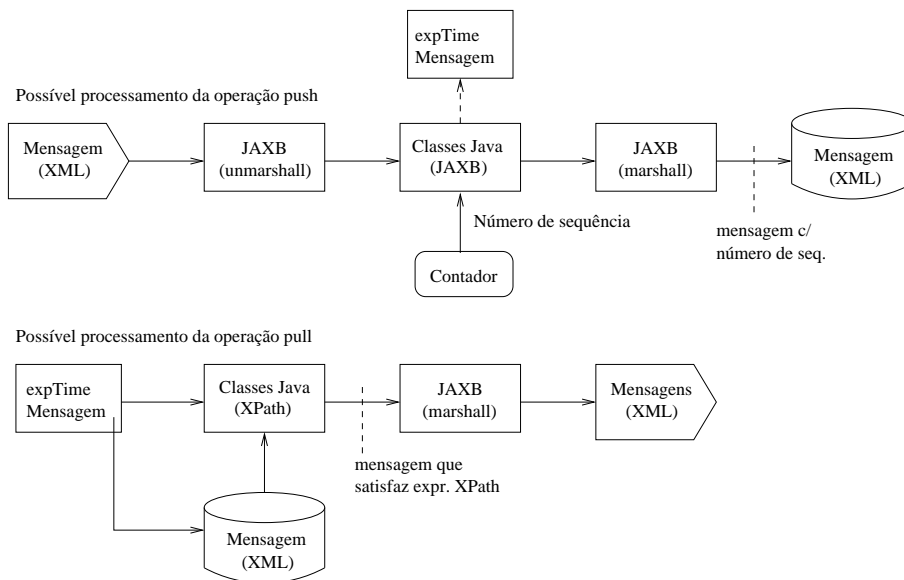 expTime
Mensagem
Possível processamento da operação push
Mensagem
(XML)
JAXB
(unmarshall)
Classes Java
(JAXB)
JAXB
(marshall)
Mensagem
(XML)
Número de sequência
mensagem c/
número de seq.
Contador
Possível processamento da operação pull
expTime
Mensagem
Classes Java
(XPath)
JAXB
(marshall)
Mensagens
(XML)
mensagem que
satisfaz expr. XPath
Mensagem
(XML)